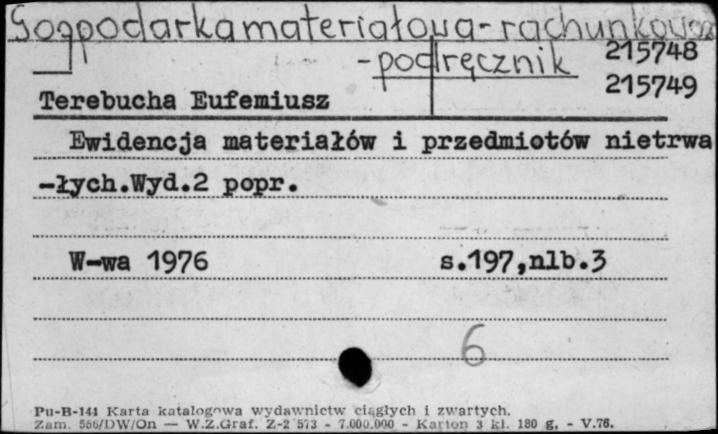 Gospodarka materiałowa - rachunkowość
- podręcznik 215748
215749
Terebucha Eufemiusz
Ewidencja materiałów i przedmiotów nietrwa
-łych.Wyd.2 popr.
W-wa 1976 s.197,nlb.3
6
Pu-B-141 Karta katalogowa wydawnictw ciągłych i zwartych.
Zam. 556/DW/On — W.Z.Graf. Z-2 573 - 7.000.000 - Karton 3 kl. 180 g. - V.76.